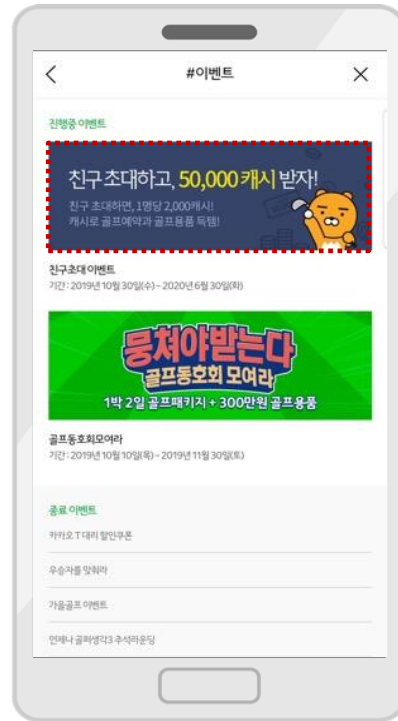 #이벤트
진행중 이벤트
친구 초대하고, 50,000 캐시 받자!
친구 초대하면, 1명당 2,000캐시!
캐시로 골프예약과 골프용품 득템!
친구초대 이벤트
기간 : 2019년 10월 30일(수) ~ 2020년 6월 30일(화)
뭉쳐야받는다
골프동호회 모여라
1박 2일 골프패키지 + 300만원 골프용품
골프동호회모여라
기간 : 2019년 10월 10일(목) ~ 2019년 11월 30일(토)
종료 이벤트
카카오 T 대리 할인쿠폰
우승자를 맞춰라
가을골프 이벤트
언제나 골퍼생각3 추석라운딩